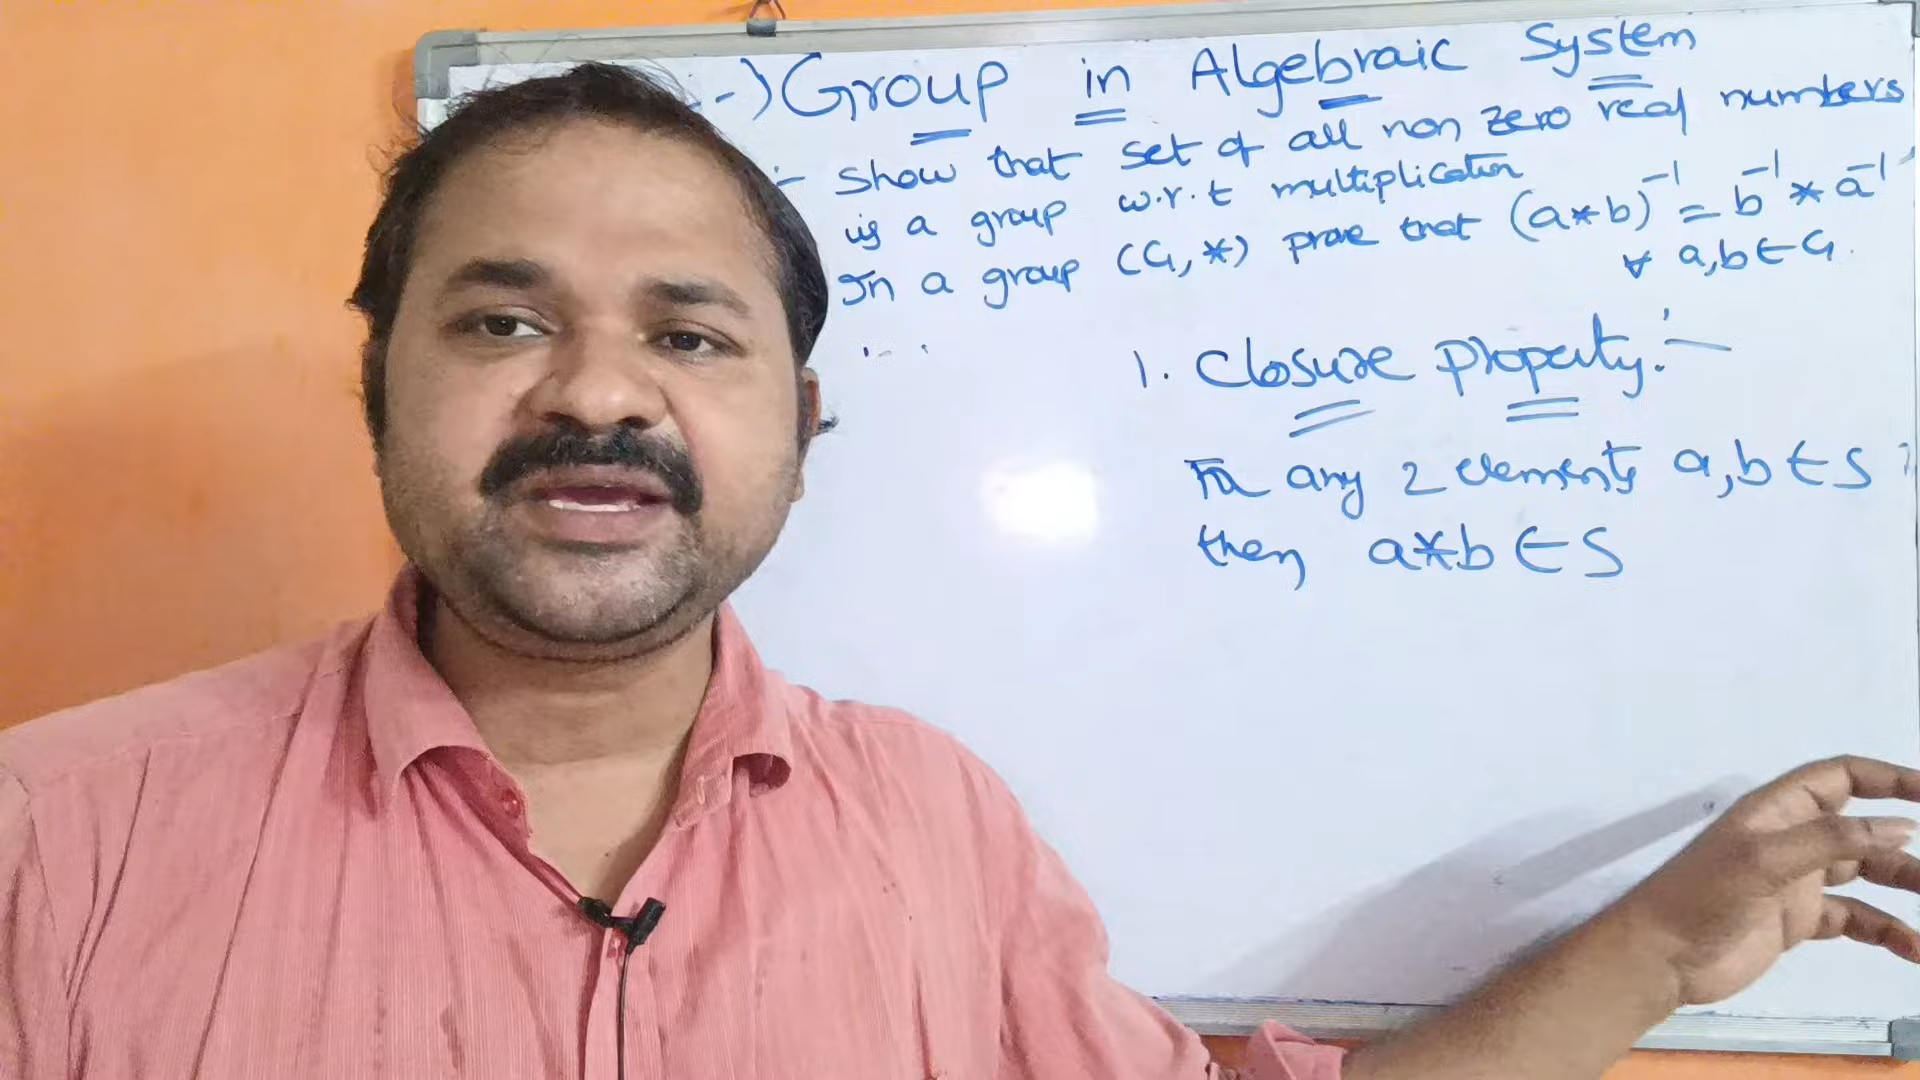 :-) Group in Algebraic System
:- Show that set of all non zero real numbers
is a group w.r.t multiplication
In a group (G,*) prove that (a*b)⁻¹ = b⁻¹ * a⁻¹
∀ a,b∈G.
1. Closure property:-
For any 2 elements a,b ∈ S
then a*b ∈ S